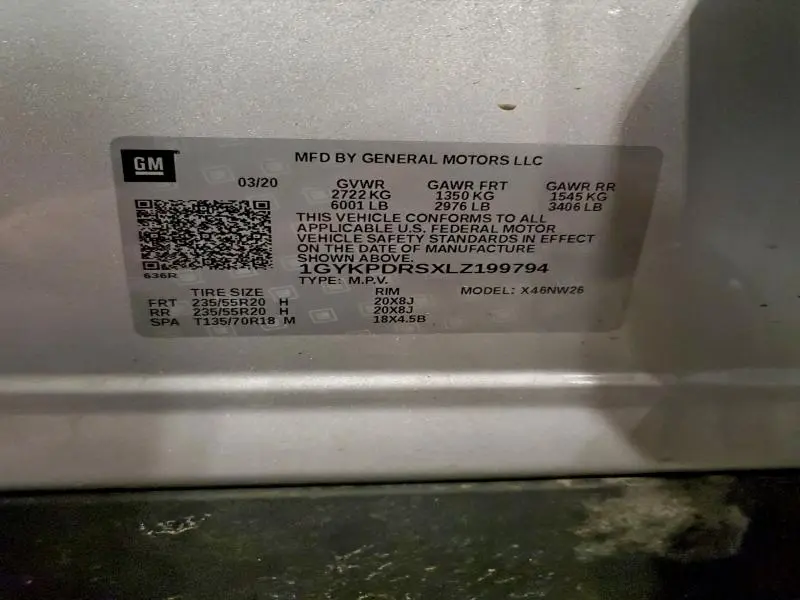 GM
MFD BY GENERAL MOTORS LLC
03/20 GVWR GAWR FRT GAWR RR
2722 KG 1350 KG 1545 KG
6001 LB 2976 LB 3406 LB
THIS VEHICLE CONFORMS TO ALL
APPLICABLE U.S. FEDERAL MOTOR
VEHICLE SAFETY STANDARDS IN EFFECT
ON THE DATE OF MANUFACTURE
SHOWN ABOVE.
1GYKPDRSXLZ199794
636R
TYPE: M.P.V.
TIRE SIZE RIM MODEL: X46NW26
FRT 235/55R20 H 20X8J
RR 235/55R20 H 20X8J
SPA T135/70R18 M 18X4.5B